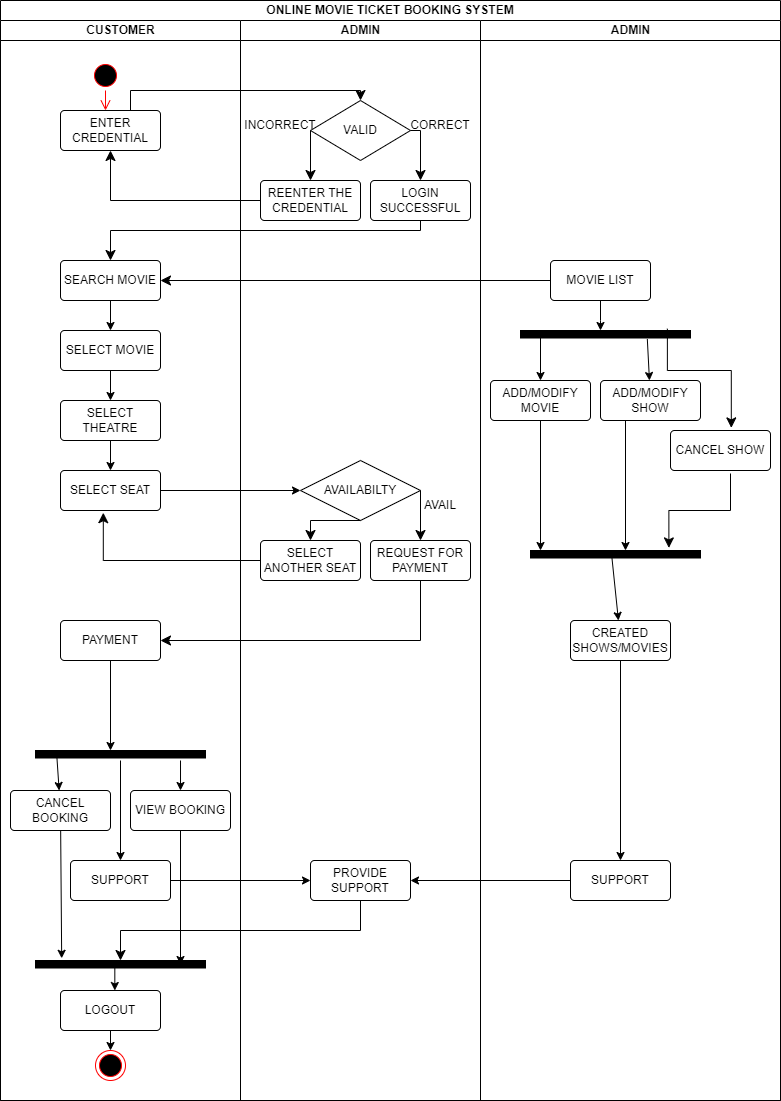 ONLINE MOVIE TICKET BOOKING SYSTEM
CUSTOMER
ADMIN
ADMIN
ENTER
CREDENTIAL
INCORRECT
VALID
CORRECT
REENTER THE
CREDENTIAL
LOGIN
SUCCESSFUL
SEARCH MOVIE
MOVIE LIST
SELECT MOVIE
ADD/MODIFY
MOVIE
ADD/MODIFY
SHOW
SELECT
THEATRE
CANCEL SHOW
SELECT SEAT
AVAILABILTY
AVAIL
SELECT
ANOTHER SEAT
REQUEST FOR
PAYMENT
PAYMENT
CREATED
SHOWS/MOVIES
CANCEL
BOOKING
VIEW BOOKING
SUPPORT
PROVIDE
SUPPORT
SUPPORT
LOGOUT